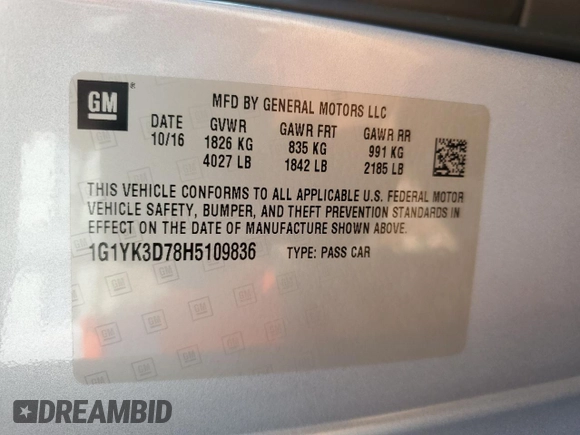 GM ®
MFD BY GENERAL MOTORS LLC
DATE GVWR GAWR FRT GAWR RR
10/16 1826 KG 835 KG 991 KG
4027 LB 1842 LB 2185 LB
THIS VEHICLE CONFORMS TO ALL APPLICABLE U.S. FEDERAL MOTOR
VEHICLE SAFETY, BUMPER, AND THEFT PREVENTION STANDARDS IN
EFFECT ON THE DATE OF MANUFACTURE SHOWN ABOVE.
1G1YK3D78H5109836 TYPE: PASS CAR
DREAMBID